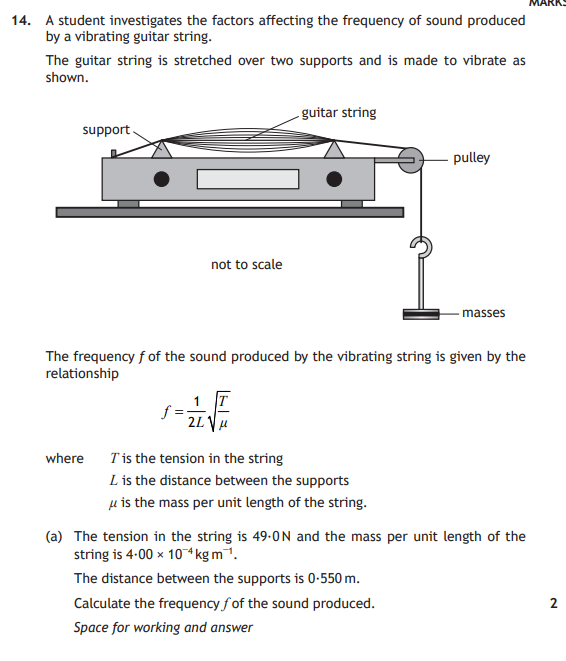 MARKS
14. A student investigates the factors affecting the frequency of sound produced
by a vibrating guitar string.
The guitar string is stretched over two supports and is made to vibrate as
shown.
guitar string
support
pulley
not to scale
masses
The frequency f of the sound produced by the vibrating string is given by the
relationship
f = 1/2L √(T/μ)
where T is the tension in the string
L is the distance between the supports
μ is the mass per unit length of the string.
(a) The tension in the string is 49·0 N and the mass per unit length of the
string is 4·00 × 10⁻⁴ kg m⁻¹.
The distance between the supports is 0·550 m.
Calculate the frequency f of the sound produced. 2
Space for working and answer